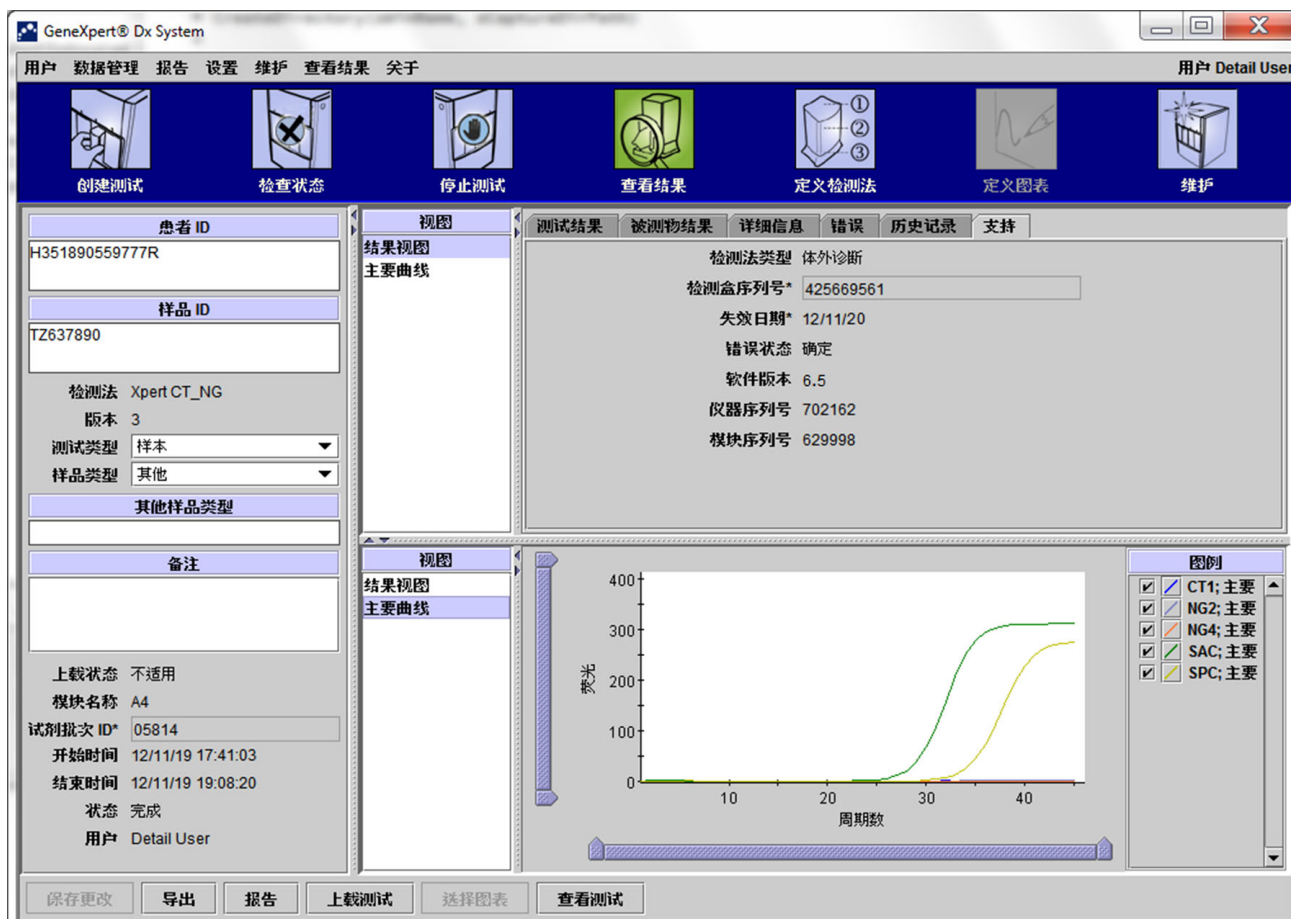 GeneXpert® Dx System
用户 数据管理 报告 设置 维护 查看结果 关于
用户 Detail User
创建测试 检查状态 停止测试 查看结果 定义检测法 定义图表 维护
患者 ID
H351890559777R
样品 ID
TZ637890
检测法 Xpert CT_NG
版本 3
测试类型 样本
样品类型 其他
其他样品类型
备注
上载状态 不适用
模块名称 A4
试剂批次 ID* 05814
开始时间 12/11/19 17:41:03
结束时间 12/11/19 19:08:20
状态 完成
用户 Detail User
视图
结果视图
主要曲线
测试结果 被测物结果 详细信息 错误 历史记录 支持
检测法类型 体外诊断
检测盒序列号* 425669561
失效日期* 12/11/20
错误状态 确定
软件版本 6.5
仪器序列号 702162
模块序列号 629998
视图
结果视图
主要曲线
荧光
400
300
200
100
0
10 20 30 40
周期数
图例
CT1; 主要
NG2; 主要
NG4; 主要
SAC; 主要
SPC; 主要
保存更改 导出 报告 上载测试 选择图表 查看测试